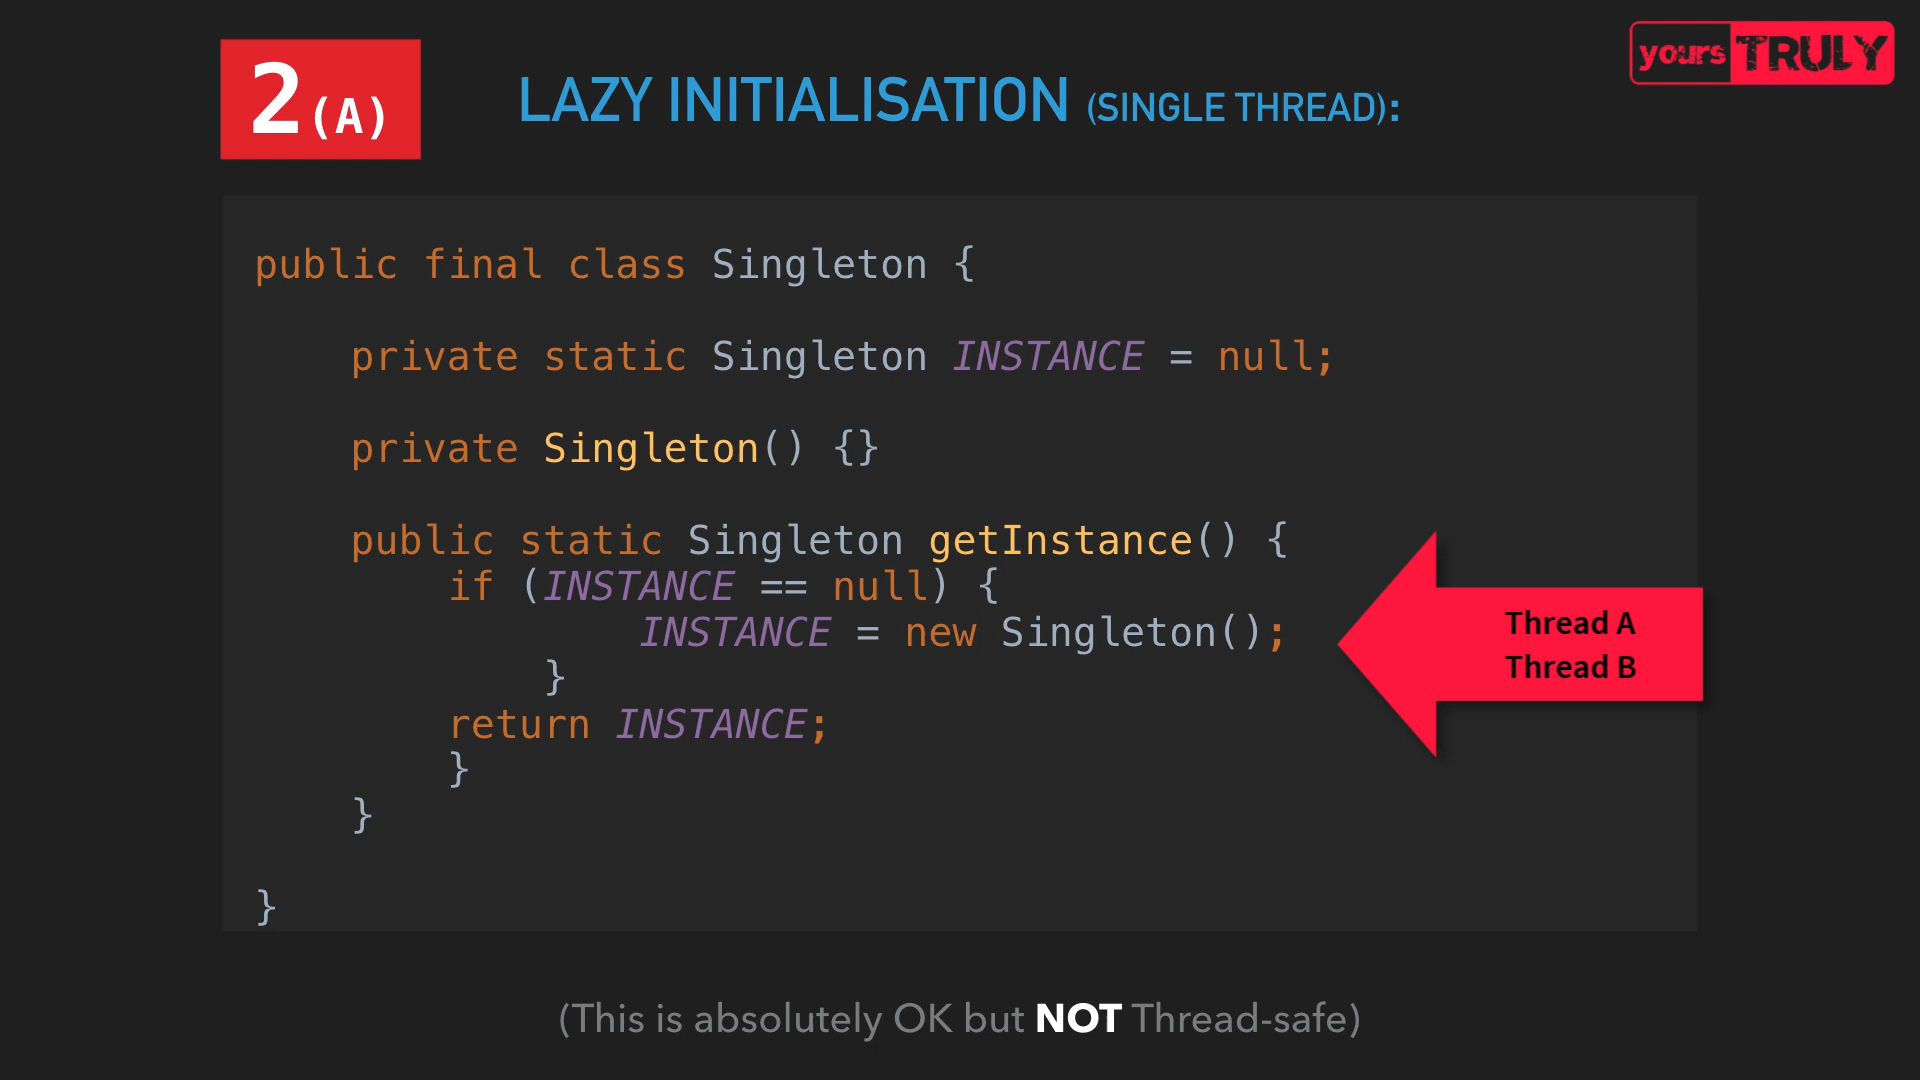 yours TRULY
2(A)
LAZY INITIALISATION (SINGLE THREAD):
public final class Singleton {
private static Singleton INSTANCE = null;
private Singleton() {}
public static Singleton getInstance() {
if (INSTANCE == null) {
INSTANCE = new Singleton();
}
return INSTANCE;
}
}
}
Thread A
Thread B
(This is absolutely OK but NOT Thread-safe)